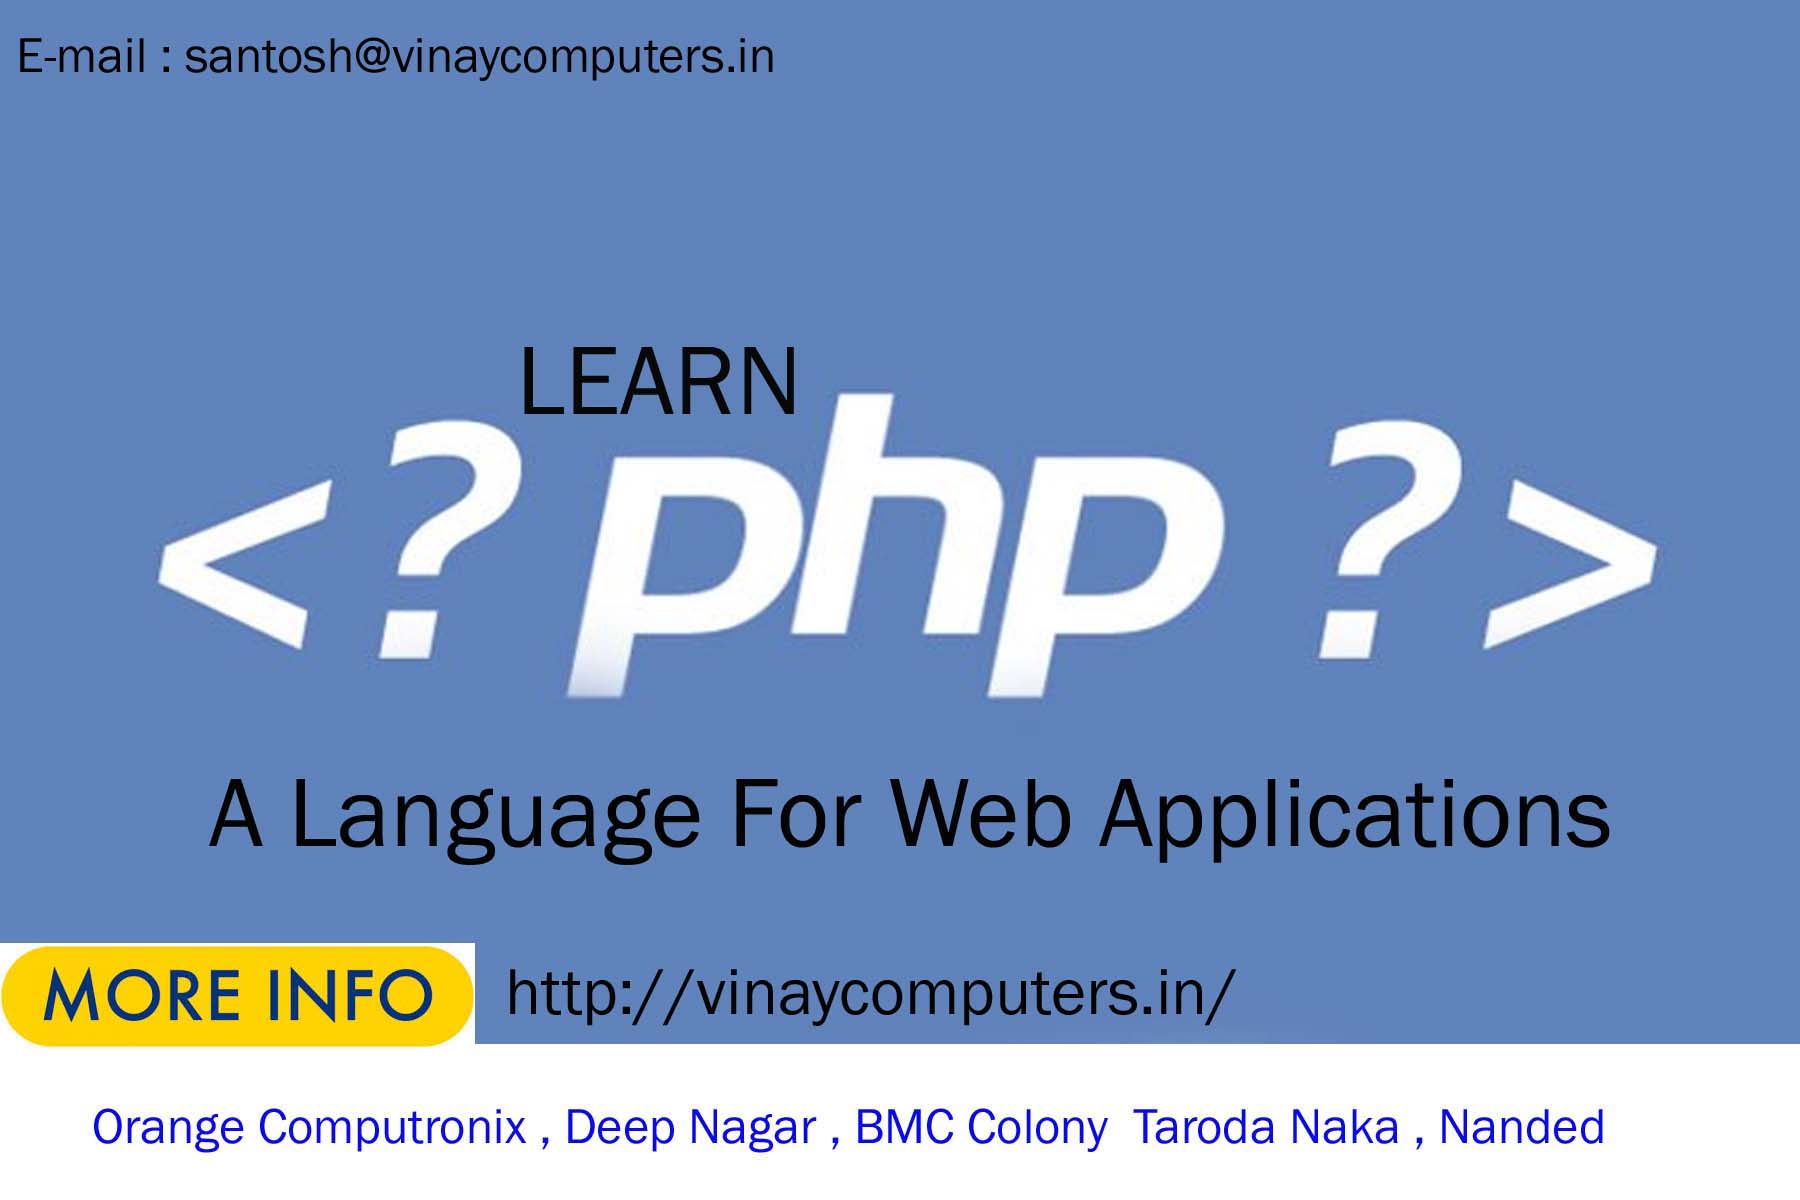 E-mail : santosh@vinaycomputers.in
LEARN
<? php ?>
A Language For Web Applications
MORE INFO http://vinaycomputers.in/
Orange Computronix , Deep Nagar , BMC Colony  Taroda Naka , Nanded